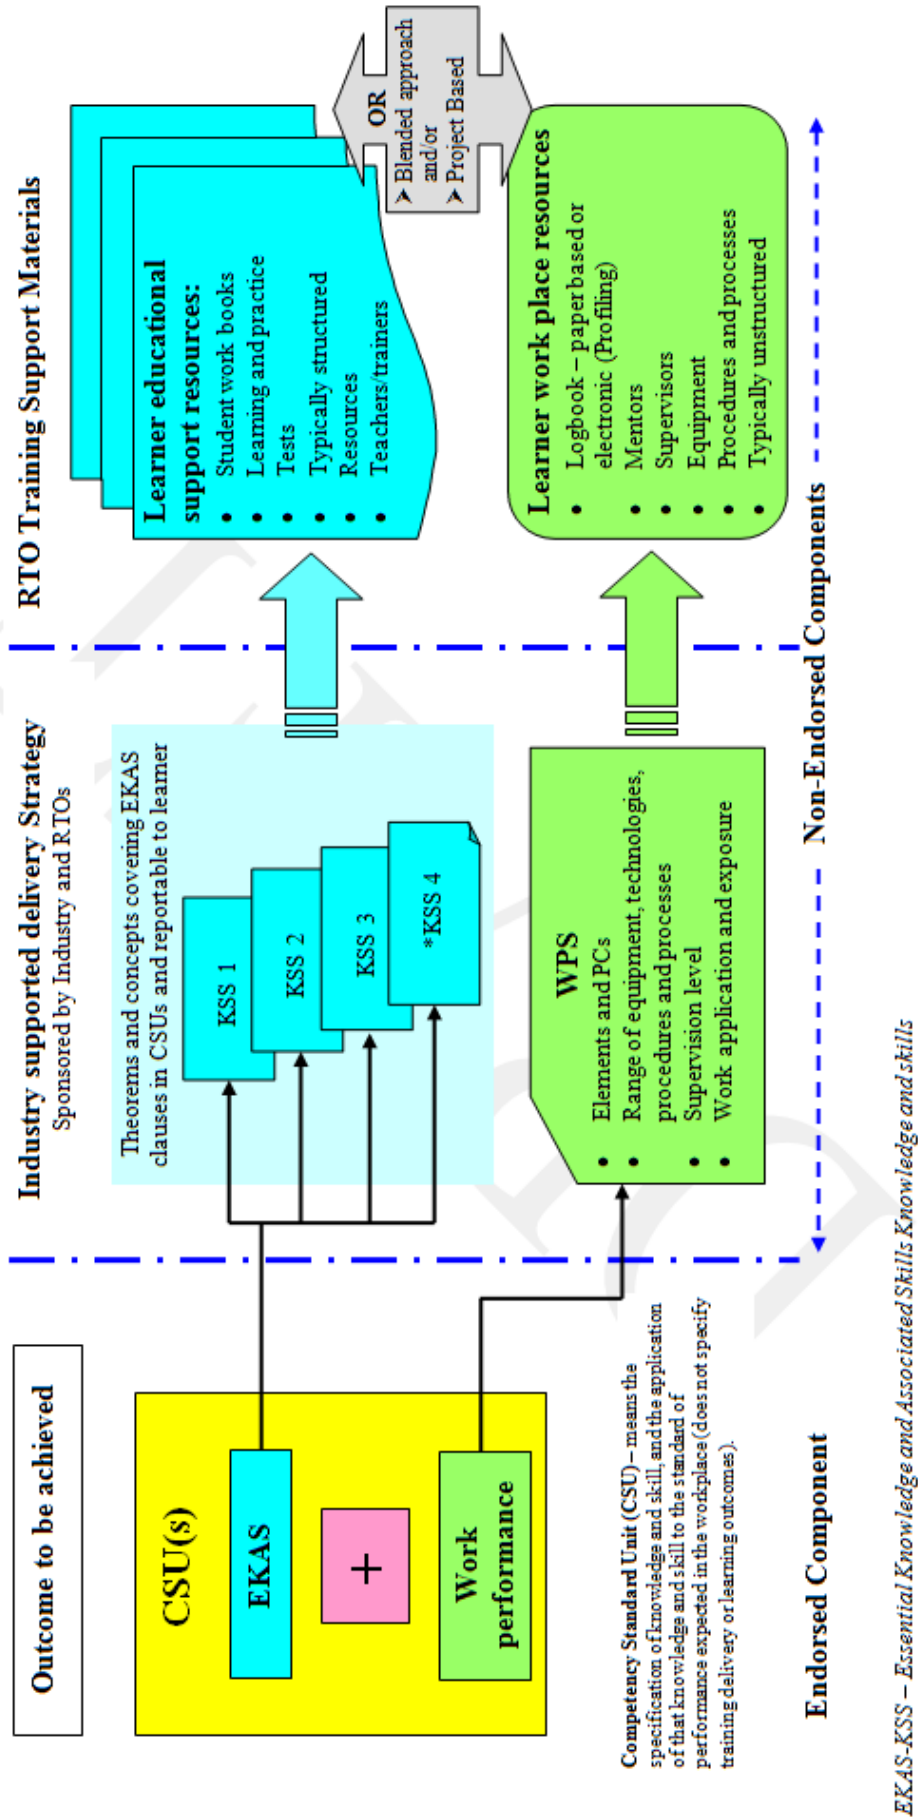 Outcome to be achieved
CSU(s)
EKAS
+
Work
performance
Competency Standard Unit (CSU) – means the
specification of knowledge and skill, and the application
of that knowledge and skill to the standard of
performance expected in the workplace (does not specify
training delivery or learning outcomes).
Endorsed Component
Industry supported delivery Strategy
Sponsored by Industry and RTOs
Theorems and concepts covering EKAS
clauses in CSUs and reportable to learner
KSS 1
KSS 2
KSS 3
*KSS 4
WPS
• Elements and PCs
• Range of equipment, technologies,
procedures and processes
• Supervision level
• Work application and exposure
RTO Training Support Materials
Learner educational
support resources:
• Student work books
• Learning and practice
• Tests
• Typically structured
• Resources
• Teachers/trainers
OR
➤ Blended approach
and/or
➤ Project Based
Learner work place resources
• Logbook – paper based or
electronic (Profiling)
• Mentors
• Supervisors
• Equipment
• Procedures and processes
• Typically unstructured
Non-Endorsed Components
EKAS-KSS – Essential Knowledge and Associated Skills Knowledge and skills